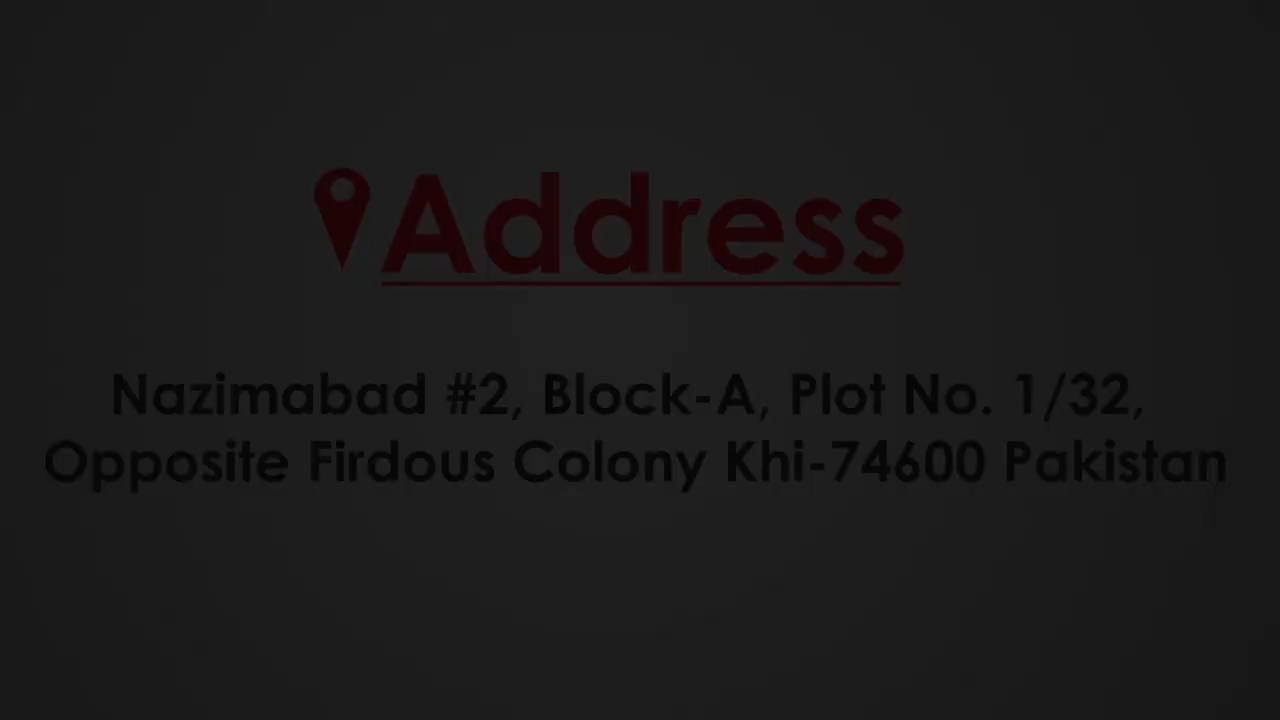 Address
Nazimabad #2, Block-A, Plot No. 1/32,
Opposite Firdous Colony Khi-74600 Pakistan